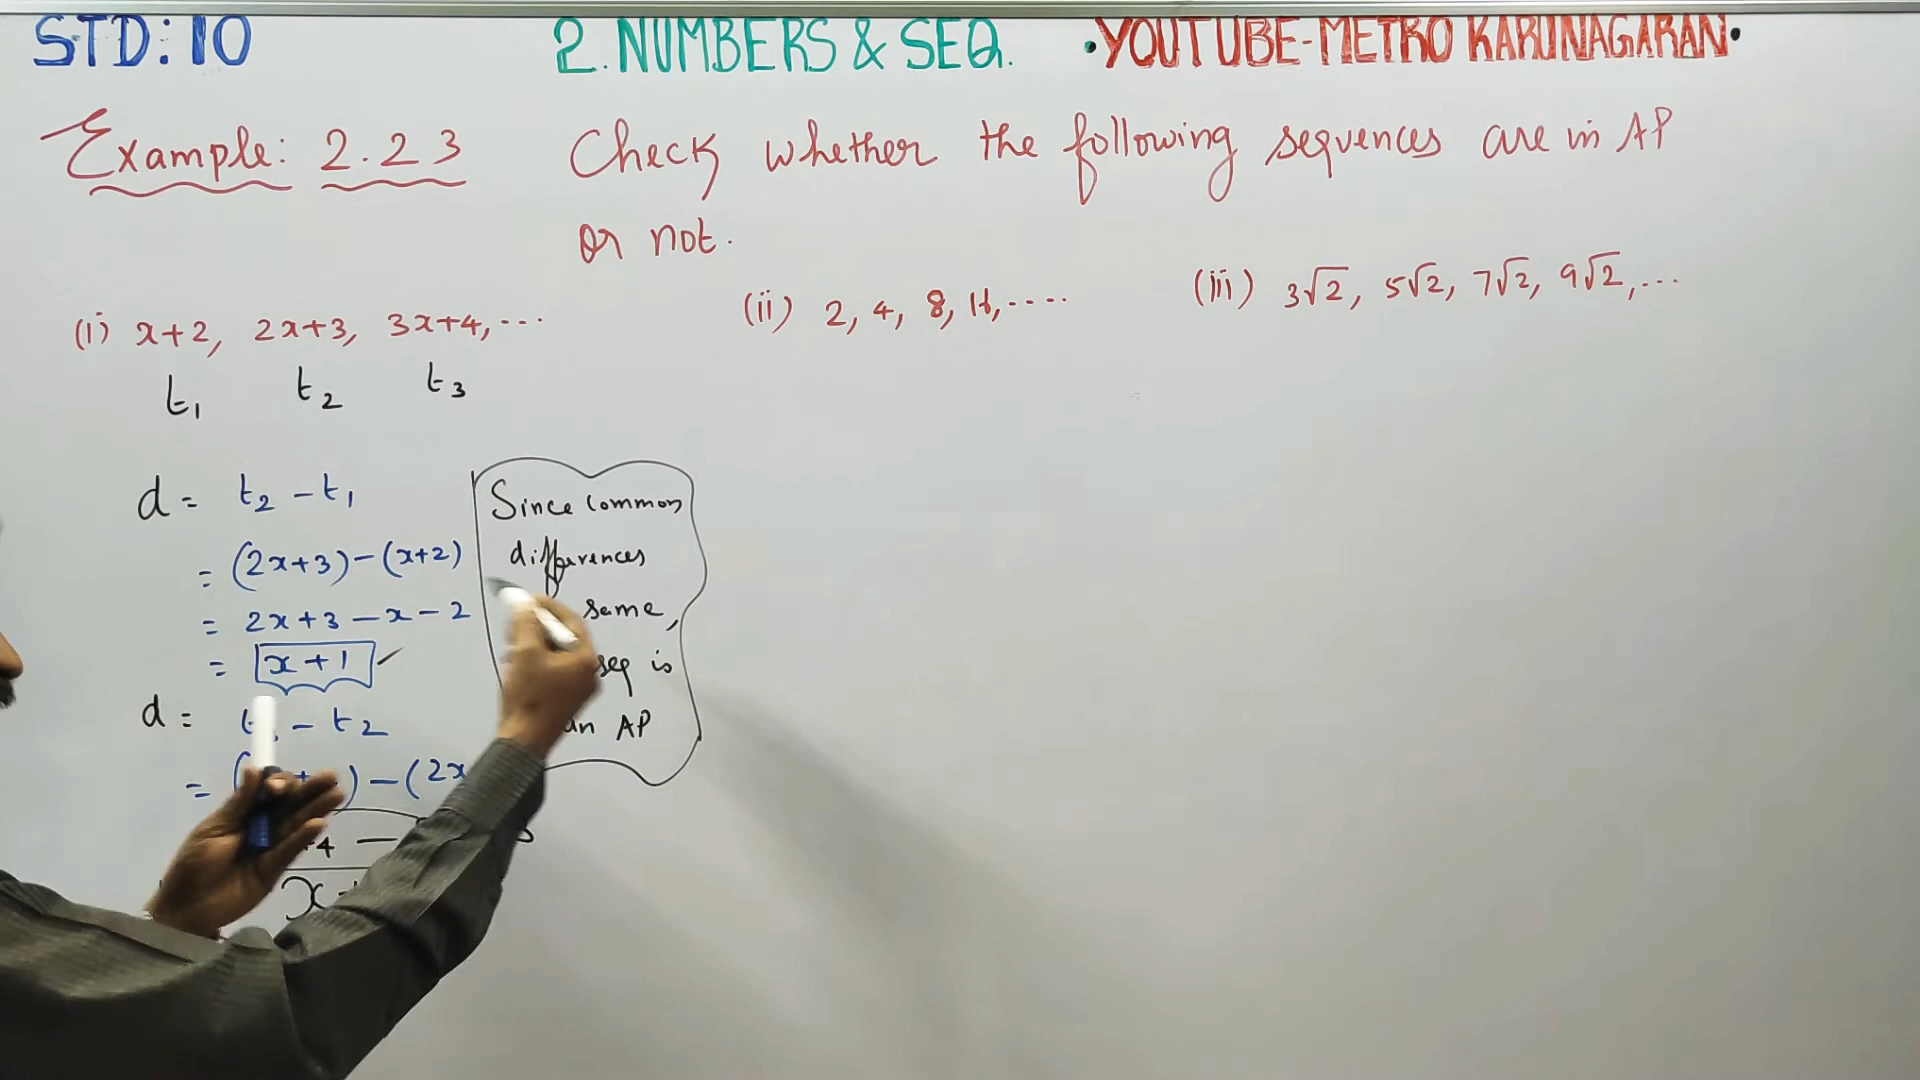 STD: 10 2. NUMBERS & SEQ. •YOUTUBE-METRO KARUNAGARAN•
Example: 2.23 Check whether the following sequences are in AP
or not.
(i) x+2, 2x+3, 3x+4, ...
(ii) 2, 4, 8, 16, ....
(iii) 3√2, 5√2, 7√2, 9√2, ...
t₁ t₂ t₃
d = t₂ - t₁
= (2x+3) - (x+2)
= 2x+3 - x - 2
= x+1 ✓
d = - t₂
= ) - (2x
4 -
x
Since Common
differences
same,
seq is
an AP